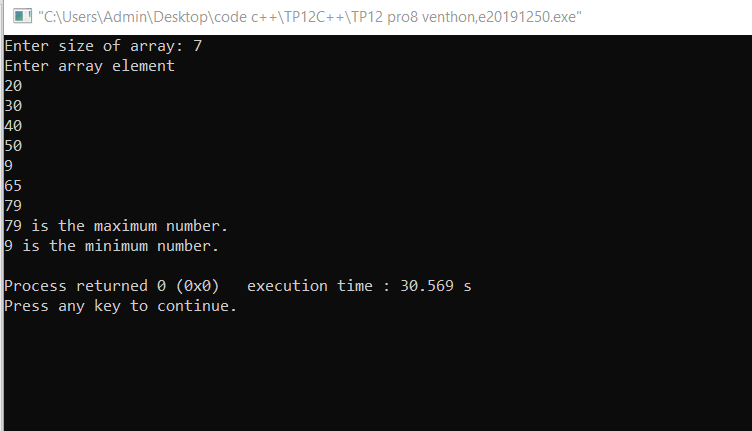 "C:\Users\Admin\Desktop\code c++\TP12C++\TP12 pro8 venthon,e20191250.exe"
Enter size of array: 7
Enter array element
20
30
40
50
9
65
79
79 is the maximum number.
9 is the minimum number.
Process returned 0 (0x0)   execution time : 30.569 s
Press any key to continue.